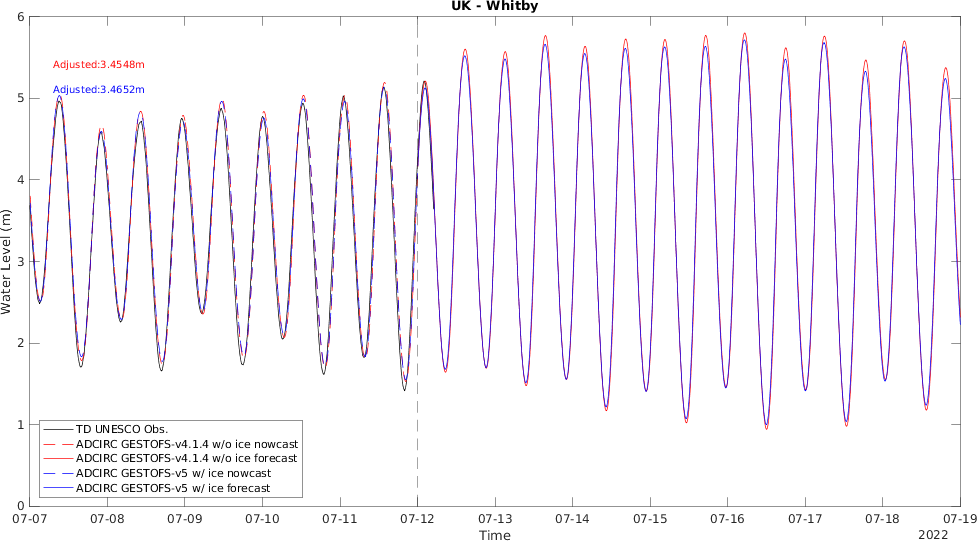 UK - Whitby
Water Level (m)
6
5
4
3
2
1
0
Adjusted:3.4548m
Adjusted:3.4652m
TD UNESCO Obs.
ADCIRC GESTOFS-v4.1.4 w/o ice nowcast
ADCIRC GESTOFS-v4.1.4 w/o ice forecast
ADCIRC GESTOFS-v5 w/ ice nowcast
ADCIRC GESTOFS-v5 w/ ice forecast
07-07 07-08 07-09 07-10 07-11 07-12 07-13 07-14 07-15 07-16 07-17 07-18 07-19
Time
2022